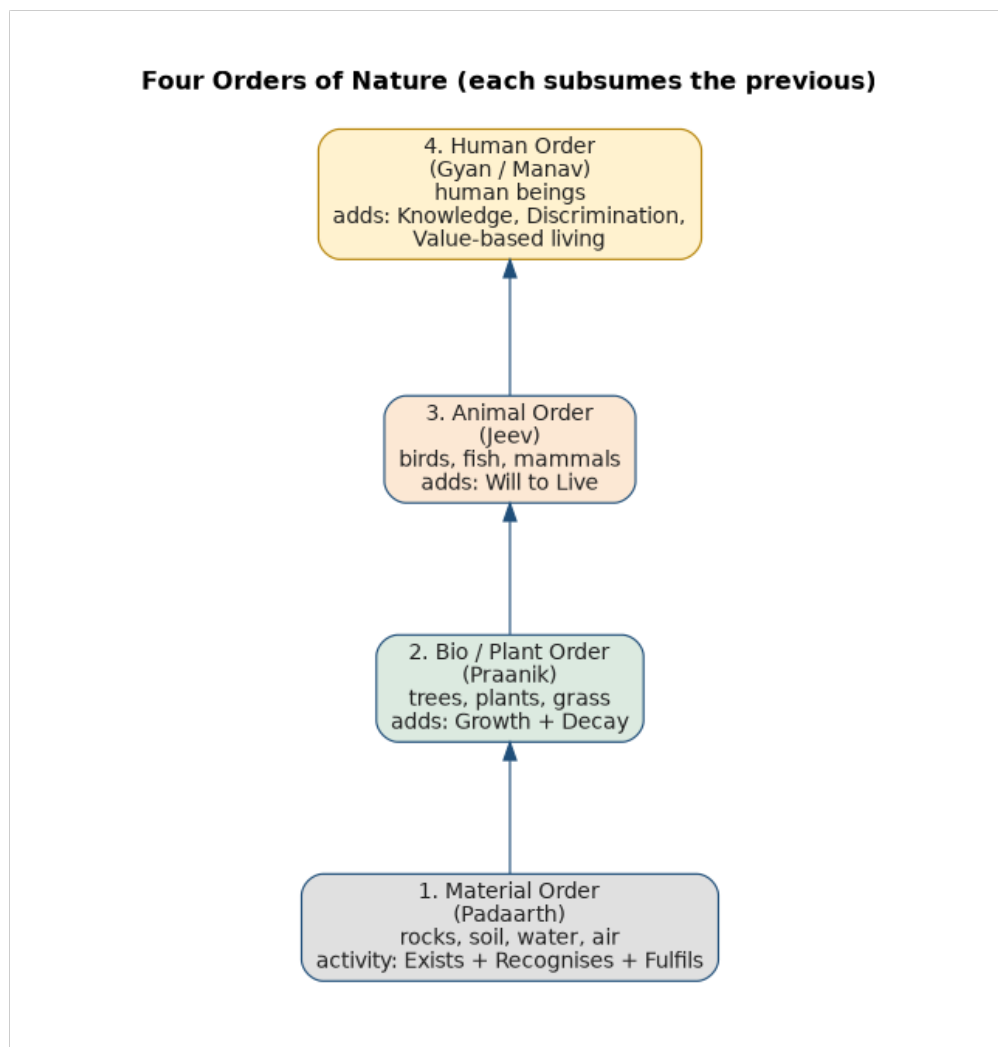 Four Orders of Nature (each subsumes the previous)
4. Human Order
(Gyan / Manav)
human beings
adds: Knowledge, Discrimination,
Value-based living
3. Animal Order
(Jeev)
birds, fish, mammals
adds: Will to Live
2. Bio / Plant Order
(Praanik)
trees, plants, grass
adds: Growth + Decay
1. Material Order
(Padaarth)
rocks, soil, water, air
activity: Exists + Recognises + Fulfils